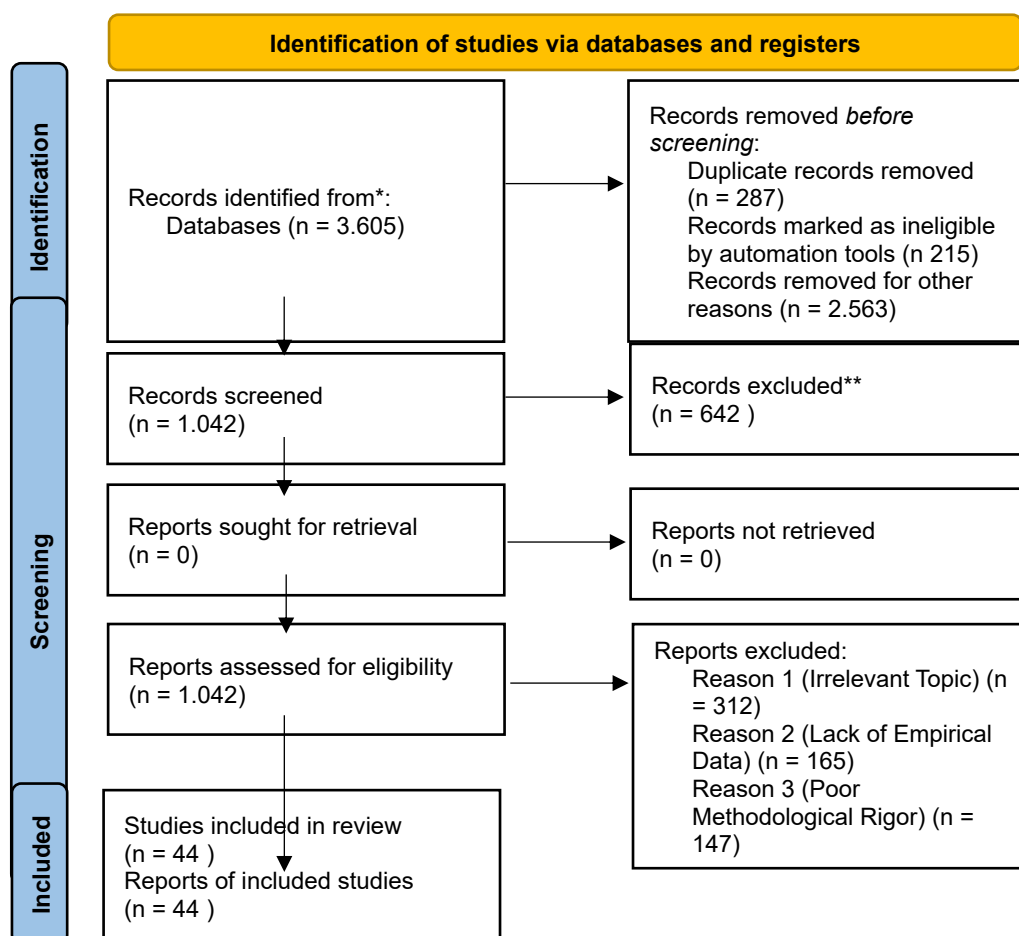 Identification of studies via databases and registers
Identification
Records identified from*:
Databases (n = 3.605)
Records removed before
screening:
Duplicate records removed
(n = 287)
Records marked as ineligible
by automation tools (n 215)
Records removed for other
reasons (n = 2.563)
Screening
Records screened
(n = 1.042)
Records excluded**
(n = 642 )
Reports sought for retrieval
(n = 0)
Reports not retrieved
(n = 0)
Reports assessed for eligibility
(n = 1.042)
Reports excluded:
Reason 1 (Irrelevant Topic) (n
= 312)
Reason 2 (Lack of Empirical
Data) (n = 165)
Reason 3 (Poor
Methodological Rigor) (n =
147)
Included
Studies included in review
(n = 44 )
Reports of included studies
(n = 44 )